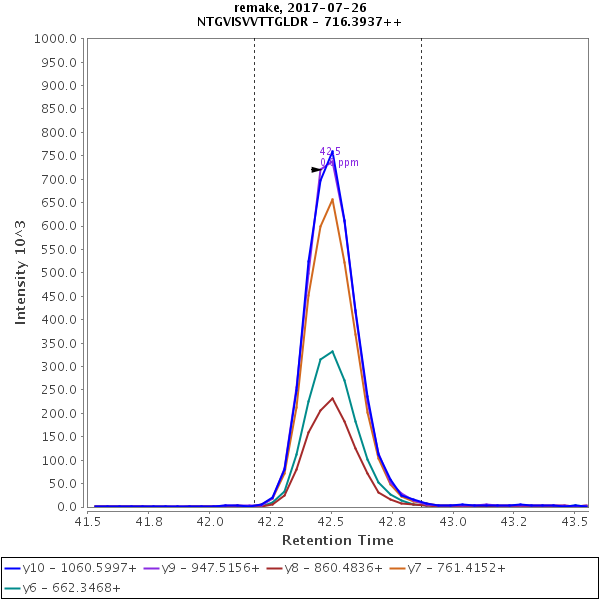 remake, 2017-07-26
NTGVISVVTTGLDR - 716.3937++
1000.0
950.0
900.0
850.0
800.0
750.0
700.0
650.0
600.0
550.0
500.0
450.0
400.0
350.0
300.0
250.0
200.0
150.0
100.0
50.0
0.0
Intensity 10^3
42.5
ppm
41.5 41.8 42.0 42.2 42.5 42.8 43.0 43.2 43.5
Retention Time
y10 - 1060.5997+ y9 - 947.5156+ y8 - 860.4836+ y7 - 761.4152+
y6 - 662.3468+